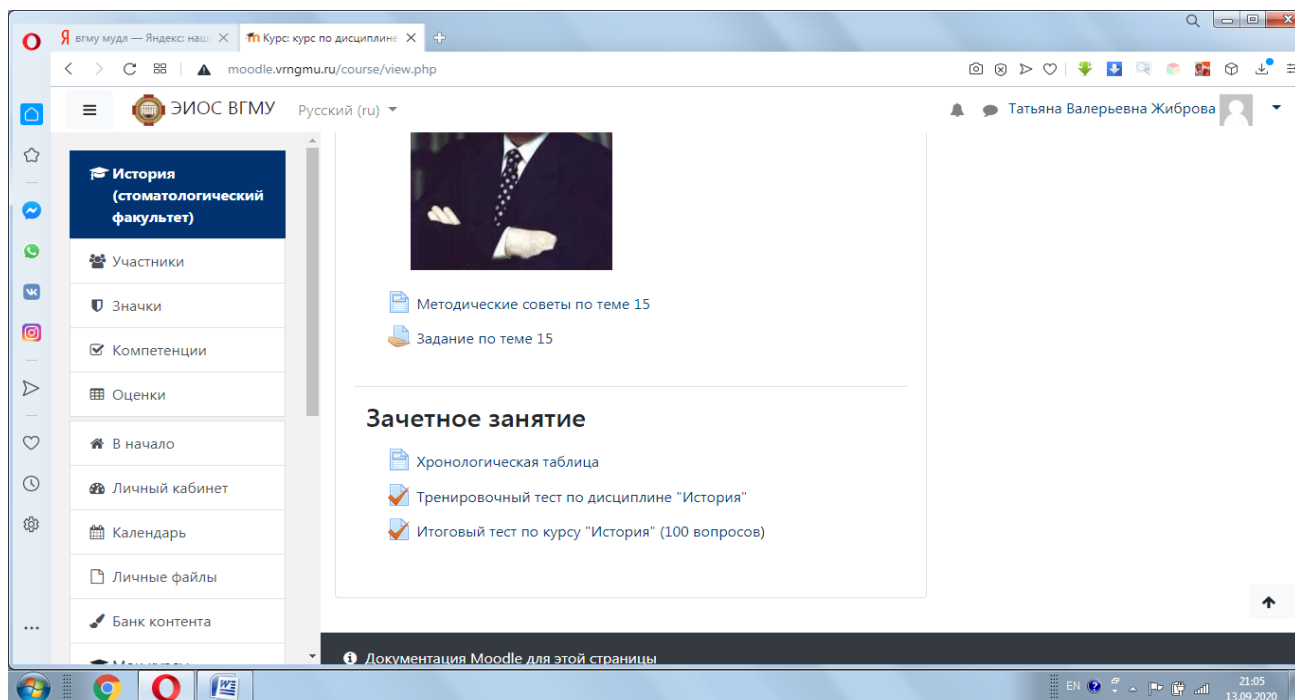 вгму мудл — Яндекс: наш
Курс: курс по дисциплине
moodle.vrngmu.ru/course/view.php
ЭИОС ВГМУ
Русский (ru)
Татьяна Валерьевна Жиброва
История
(стоматологический
факультет)
Участники
Значки
Компетенции
Оценки
В начало
Личный кабинет
Календарь
Личные файлы
Банк контента
Методические советы по теме 15
Задание по теме 15
Зачетное занятие
Хронологическая таблица
Тренировочный тест по дисциплине "История"
Итоговый тест по курсу "История" (100 вопросов)
Документация Moodle для этой страницы
EN
21:05
13.09.2020